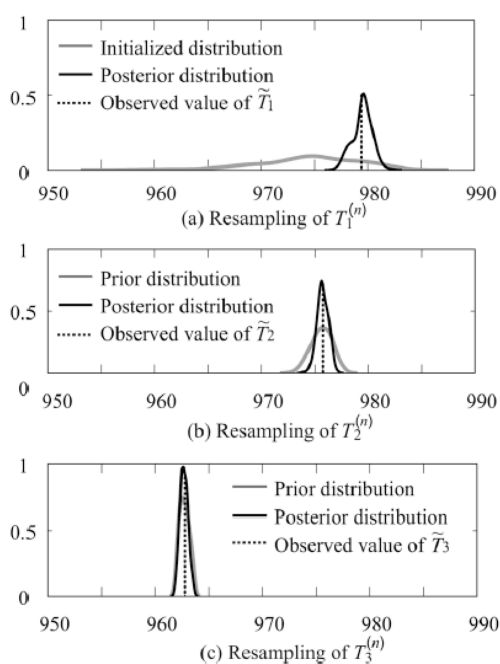 1
Initialized distribution
Posterior distribution
0.5
Observed value of T̃₁
0
950 960 970 980 990
(a) Resampling of T₁⁽ⁿ⁾
1
Prior distribution
Posterior distribution
0.5
Observed value of T̃₂
0
950 960 970 980 990
(b) Resampling of T₂⁽ⁿ⁾
1
Prior distribution
Posterior distribution
0.5
Observed value of T̃₃
0
950 960 970 980 990
(c) Resampling of T₃⁽ⁿ⁾